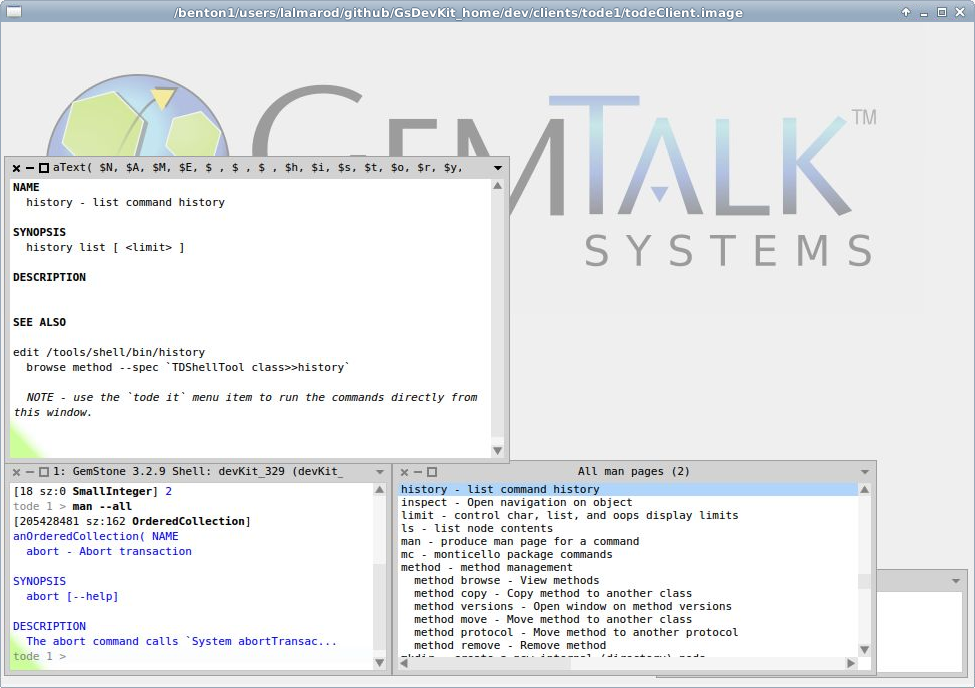 /benton1/users/lalmarod/github/GsDevKit_home/dev/clients/tode1/todeClient.image
GEMTALK™
SYSTEMS
aText( $N, $A, $M, $E, $ , $ , $ , $h, $i, $s, $t, $o, $r, $y,
NAME
history - list command history
SYNOPSIS
history list [ <limit> ]
DESCRIPTION
SEE ALSO
edit /tools/shell/bin/history
browse method --spec `TDShellTool class>>history`
NOTE - use the `tode it` menu item to run the commands directly from
this window.
1: GemStone 3.2.9 Shell: devKit_329 (devKit_
[18 sz:0 SmallInteger] 2
tode 1 > man --all
[205428481 sz:162 OrderedCollection]
anOrderedCollection( NAME
abort - Abort transaction
SYNOPSIS
abort [--help]
DESCRIPTION
The abort command calls `System abortTransac...
tode 1 >
All man pages (2)
history - list command history
inspect - Open navigation on object
limit - control char, list, and oops display limits
ls - list node contents
man - produce man page for a command
mc - monticello package commands
method - method management
method browse - View methods
method copy - Copy method to another class
method versions - Open window on method versions
method move - Move method to another class
method protocol - Move method to another protocol
method remove - Remove method